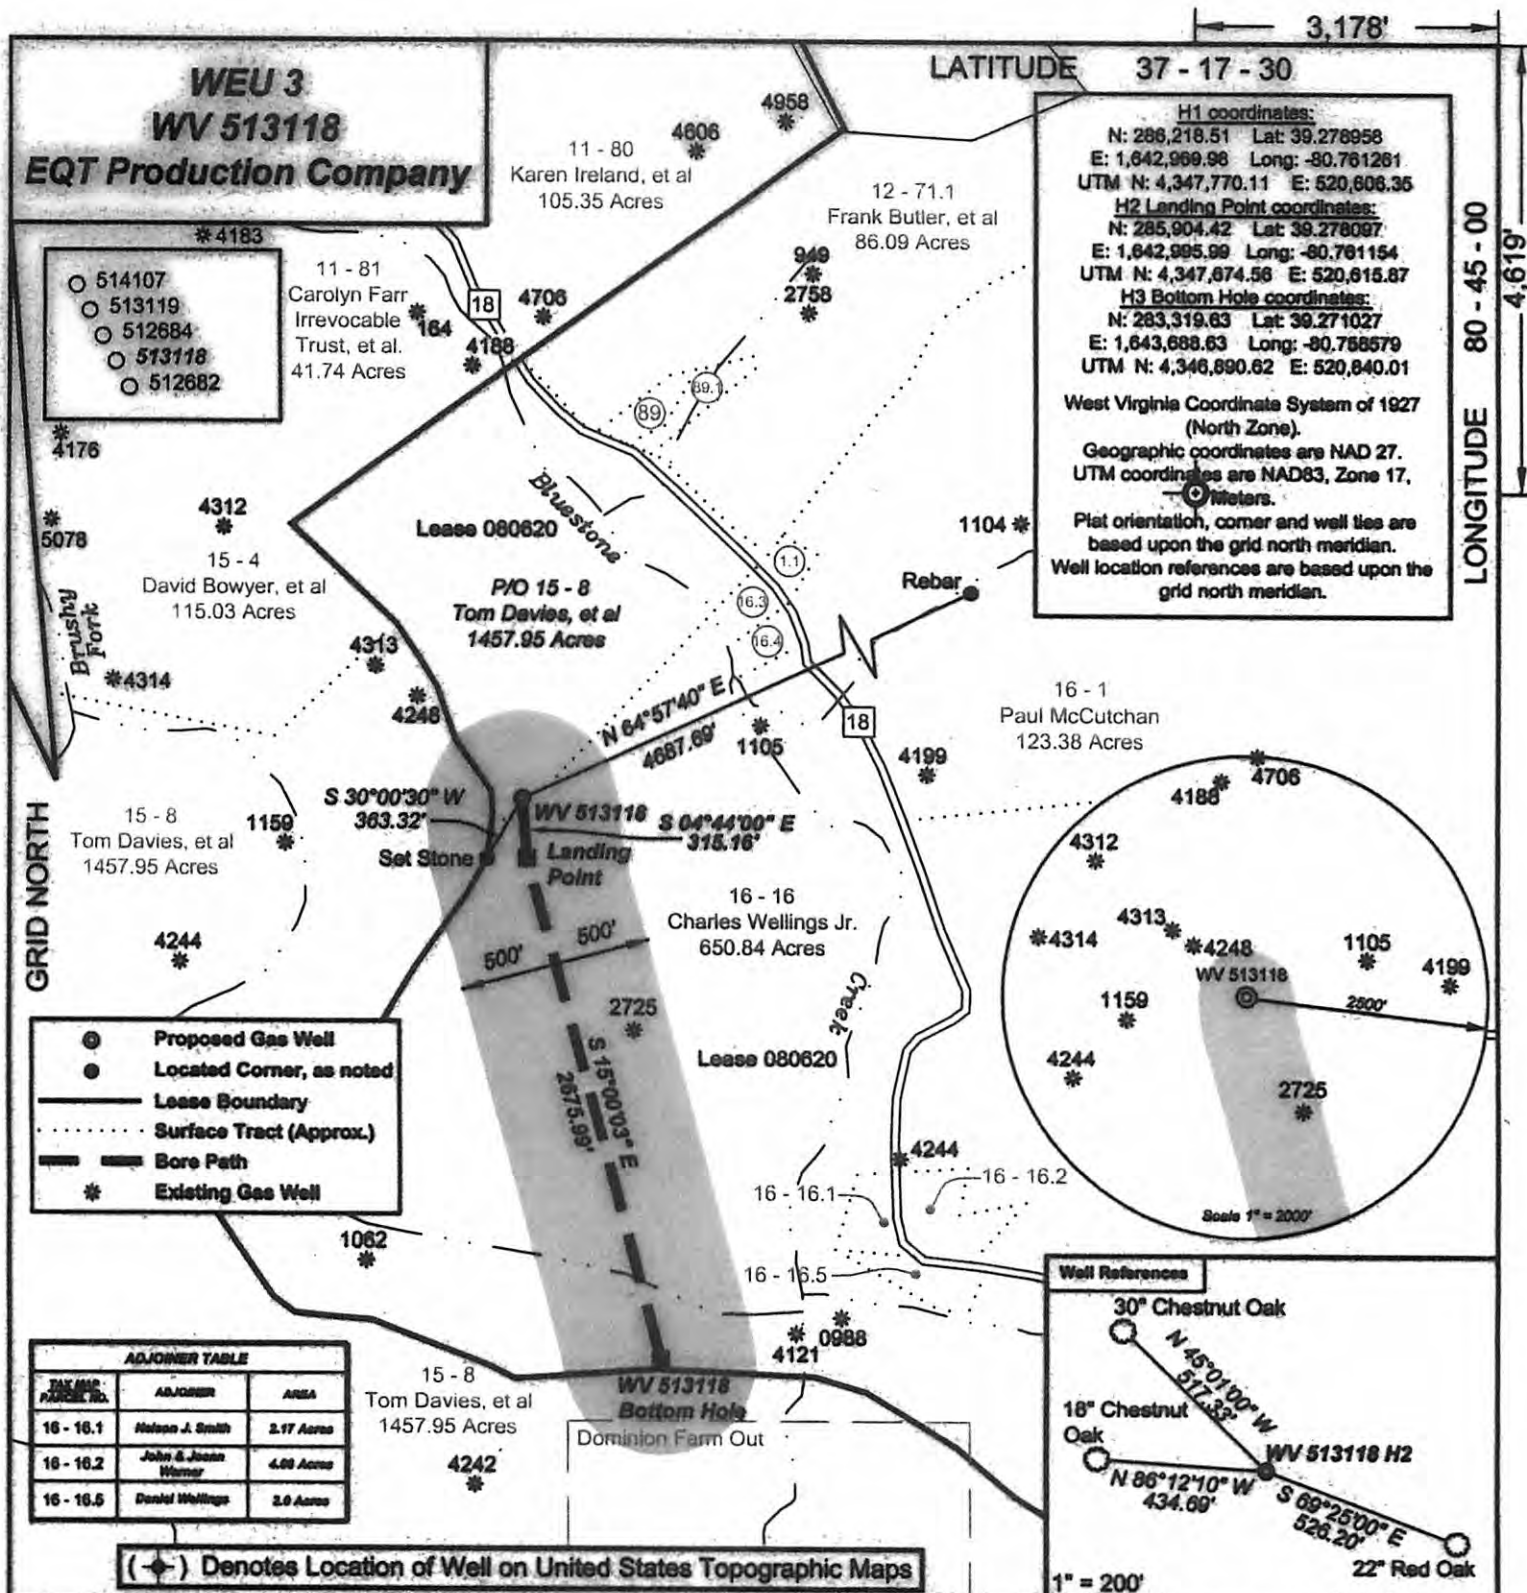 3,178'
WEU 3
WV 513118
EQT Production Company
LATITUDE 37 - 17 - 30
4,619'
LONGITUDE 80 - 45 - 00
H1 coordinates:
N: 286,218.51 Lat: 39.278958
E: 1,642,969.98 Long: -80.761261
UTM N: 4,347,770.11 E: 520,606.35
H2 Landing Point coordinates:
N: 285,904.42 Lat: 39.278097
E: 1,642,995.99 Long: -80.761154
UTM N: 4,347,674.56 E: 520,615.87
H3 Bottom Hole coordinates:
N: 283,319.63 Lat: 39.271027
E: 1,643,688.63 Long: -80.758579
UTM N: 4,346,890.62 E: 520,840.01
West Virginia Coordinate System of 1927
(North Zone).
Geographic coordinates are NAD 27.
UTM coordinates are NAD83, Zone 17,
Meters.
Plat orientation, corner and well ties are
based upon the grid north meridian.
Well location references are based upon the
grid north meridian.
4958
4606
11 - 80
Karen Ireland, et al
105.35 Acres
12 - 71.1
Frank Butler, et al
86.09 Acres
949
2758
4183
514107
513119
512684
513118
512682
11 - 81
Carolyn Farr
Irrevocable
Trust, et al.
41.74 Acres
164
18
4706
4188
89
89.1
4176
5078
4312
15 - 4
David Bowyer, et al
115.03 Acres
Brushy
Fork
4314
4313
4248
Lease 080620
Bluestone
P/O 15 - 8
Tom Davies, et al
1457.95 Acres
1.1
16.3
16.4
1104
Rebar
N 64°57'40" E
4687.69'
1105
18
4199
16 - 1
Paul McCutchan
123.38 Acres
GRID NORTH
15 - 8
Tom Davies, et al
1457.95 Acres
1159
4244
S 30°00'30" W
363.32'
Set Stone
WV 513118
S 04°44'00" E
315.16'
Landing
Point
16 - 16
Charles Wellings Jr.
650.84 Acres
500'
500'
2725
Creek
Lease 080620
S 15°00'03" E
2675.99'
4706
4188
4312
4313
4314
4248
WV 513118
1105
4199
2500'
1159
4244
2725
Scale 1" = 2000'
Proposed Gas Well
Located Corner, as noted
Lease Boundary
Surface Tract (Approx.)
Bore Path
Existing Gas Well
4244
16 - 16.1
16 - 16.2
16 - 16.5
1062
0988
4121
WV 513118
Bottom Hole
Dominion Farm Out
15 - 8
Tom Davies, et al
1457.95 Acres
4242
ADJOINER TABLE
TAX MAP PARCEL NO. ADJOINER AREA
16 - 16.1 Nelson J. Smith 2.17 Acres
16 - 16.2 John & Joann Warner 4.88 Acres
16 - 16.5 Daniel Wellings 2.0 Acres
Well References
30" Chestnut Oak
N 45°01'00" W
517.33'
18" Chestnut
Oak
WV 513118 H2
N 86°12'10" W
434.69'
S 69°25'00" E
526.20'
22" Red Oak
1" = 200'
( ) Denotes Location of Well on United States Topographic Maps